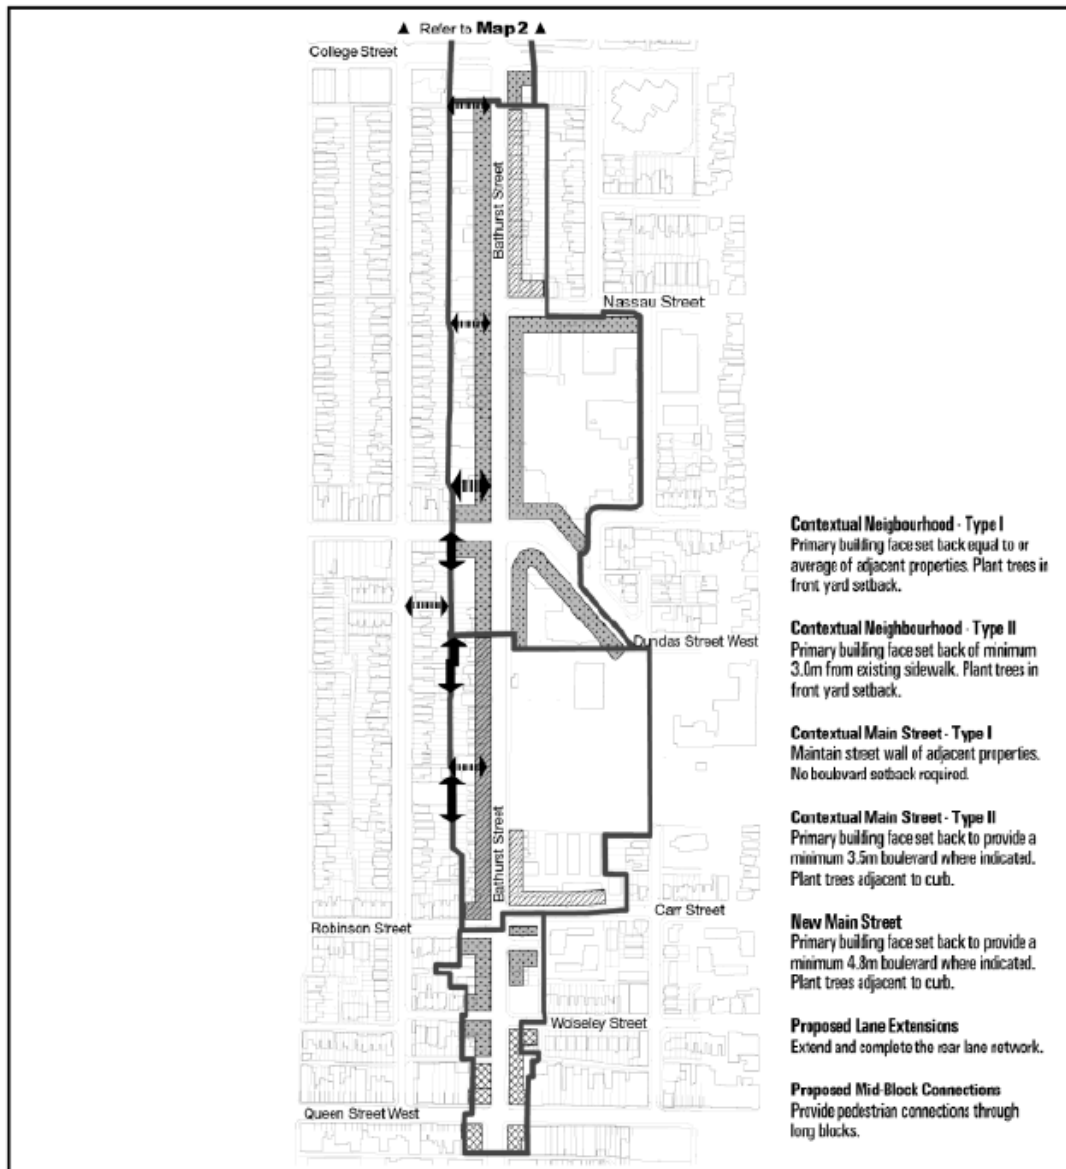 ▲ Refer to Map 2 ▲
College Street
Bathurst Street
Nassau Street
Dundas Street West
Bathurst Street
Carr Street
Robinson Street
Wolseley Street
Queen Street West
Contextual Neigbourhood - Type I
Primary building face set back equal to or
average of adjacent properties. Plant trees in
front yard setback.
Contextual Neighbourhood - Type II
Primary building face set back of minimum
3.0m from existing sidewalk. Plant trees in
front yard setback.
Contextual Main Street - Type I
Maintain street wall of adjacent properties.
No boulevard setback required.
Contextual Main Street - Type II
Primary building face set back to provide a
minimum 3.5m boulevard where indicated.
Plant trees adjacent to curb.
New Main Street
Primary building face set back to provide a
minimum 4.8m boulevard where indicated.
Plant trees adjacent to curb.
Proposed Lane Extensions
Extend and complete the rear lane network.
Proposed Mid-Block Connections
Provide pedestrian connections through
long blocks.